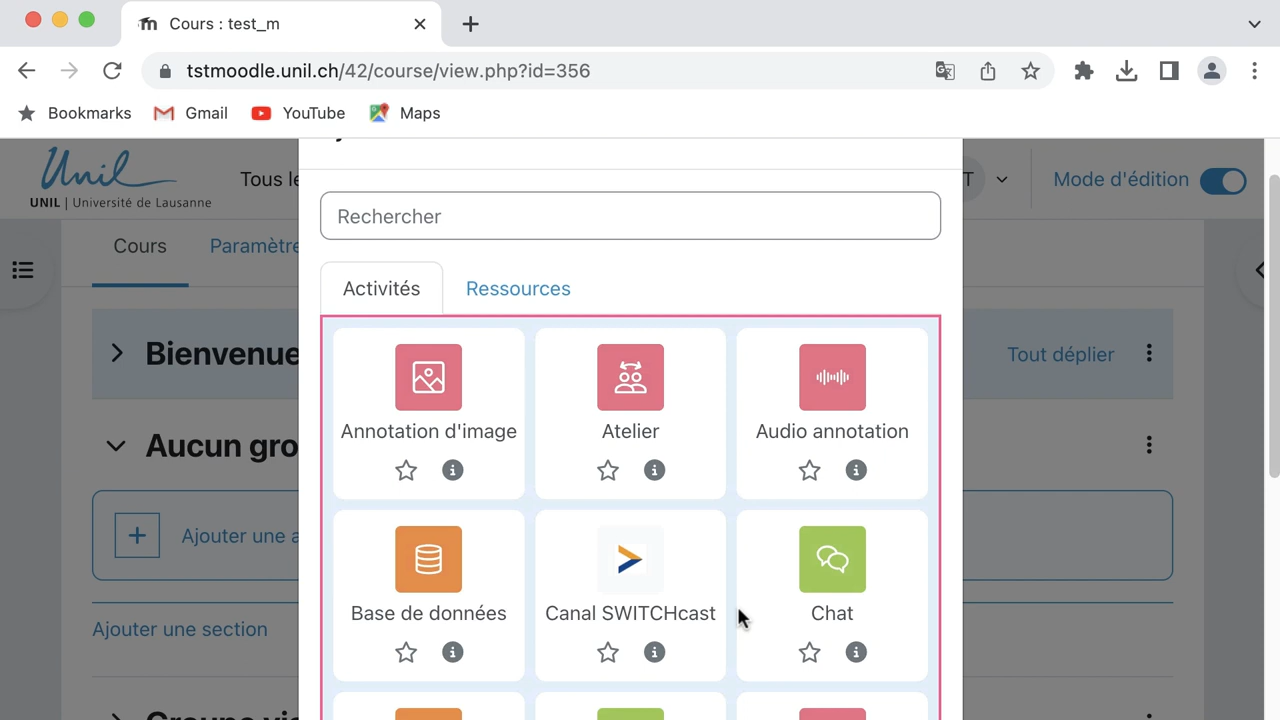 Cours : test_m
tstmoodle.unil.ch/42/course/view.php?id=356
Bookmarks Gmail YouTube Maps
Unil
UNIL | Université de Lausanne
Tous le
T
Mode d'édition
Rechercher
Cours Paramètre
Activités Ressources
Bienvenue
Tout déplier
Annotation d'image Atelier Audio annotation
Aucun gro
Ajouter une a
Base de données Canal SWITCHcast Chat
Ajouter une section